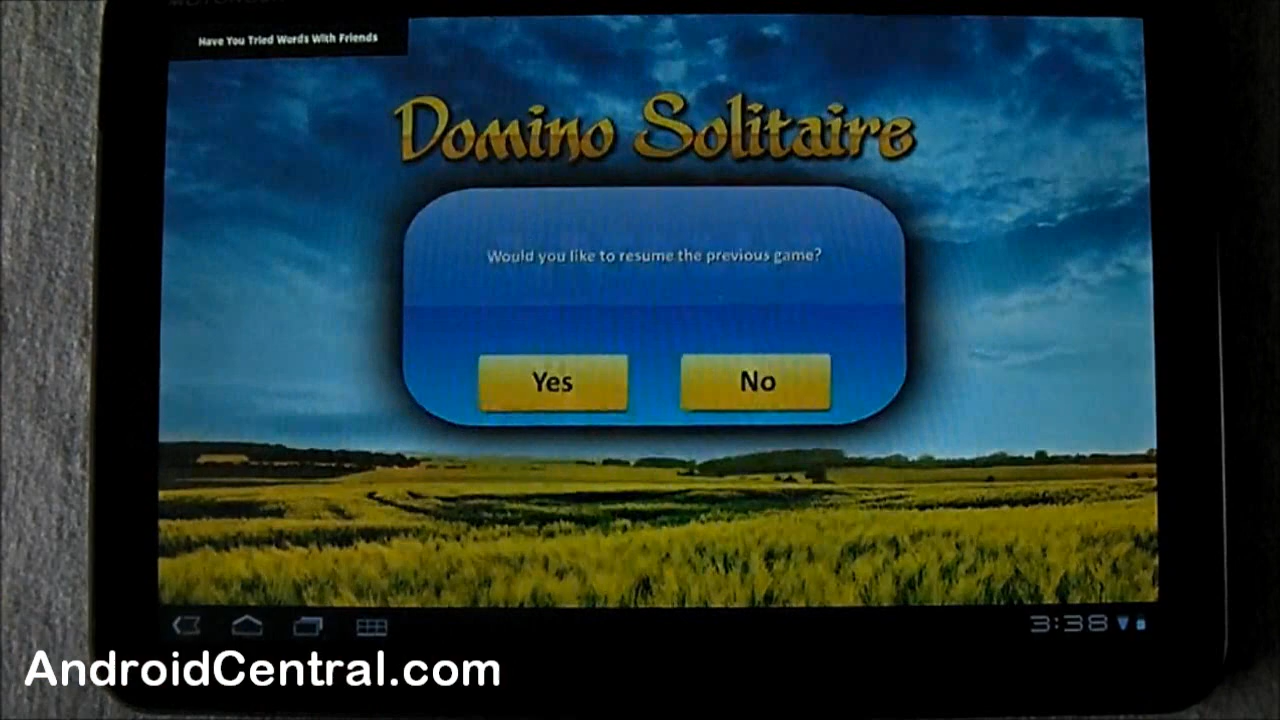 Have You Tried Words With Friends
Domino Solitaire
Would you like to resume the previous game?
Yes
No
3:38
AndroidCentral.com